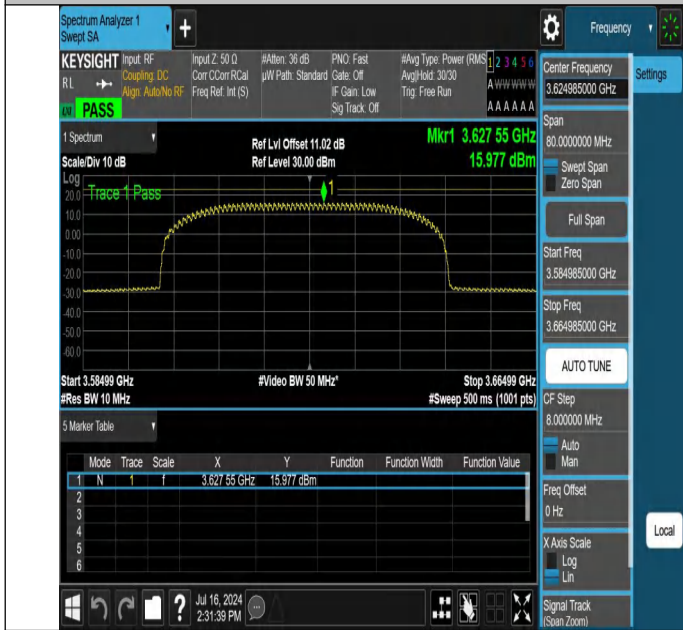 Spectrum Analyzer 1
Swept SA
+
Frequency
KEYSIGHT
RL
PASS
Input: RF
Coupling: DC
Align: Auto/No RF
Input Z: 50 Ω
Corr CCorr RCal
Freq Ref: Int (S)
#Atten: 36 dB
µW Path: Standard
PNO: Fast
Gate: Off
IF Gain: Low
Sig Track: Off
#Avg Type: Power (RMS
Avg|Hold: 30/30
Trig: Free Run
1 2 3 4 5 6
A W W W W W
A A A A A A
1 Spectrum
Scale/Div 10 dB
Ref Lvl Offset 11.02 dB
Ref Level 30.00 dBm
Mkr1 3.627 55 GHz
15.977 dBm
Log
Trace 1 Pass
1
20.0
10.0
0.00
-10.0
-20.0
-30.0
-40.0
-50.0
-60.0
Start 3.58499 GHz
#Res BW 10 MHz
#Video BW 50 MHz*
Stop 3.66499 GHz
#Sweep 500 ms (1001 pts)
5 Marker Table
Mode Trace Scale X Y Function Function Width Function Value
1 N 1 f 3.627 55 GHz 15.977 dBm
2
3
4
5
6
?
Jul 16, 2024
2:31:39 PM
Center Frequency
3.624985000 GHz
Settings
Span
80.0000000 MHz
Swept Span
Zero Span
Full Span
Start Freq
3.584985000 GHz
Stop Freq
3.664985000 GHz
AUTO TUNE
CF Step
8.000000 MHz
Auto
Man
Freq Offset
0 Hz
X Axis Scale
Log
Lin
Local
Signal Track
(Span Zoom)